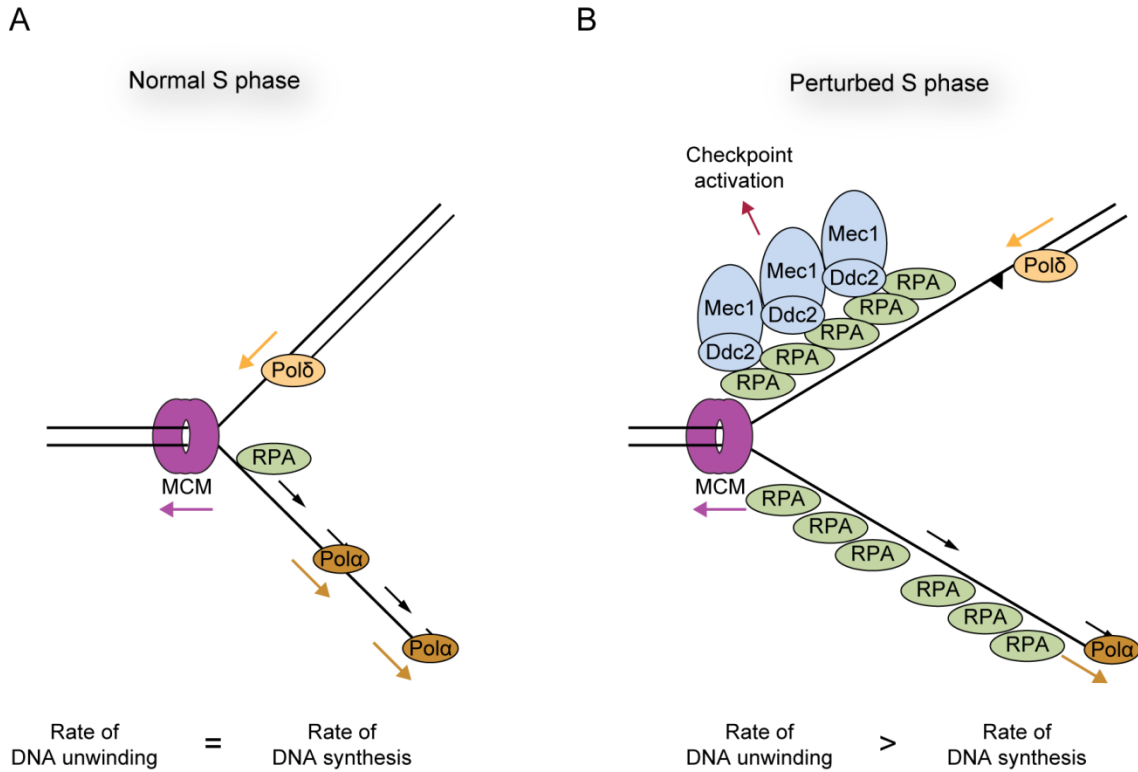 A
Normal S phase
Polδ
RPA
MCM
Polα
Polα
Rate of
DNA unwinding
=
Rate of
DNA synthesis
B
Perturbed S phase
Checkpoint
activation
Mec1
Mec1
Mec1
Ddc2
Ddc2
Ddc2
RPA
RPA
RPA
RPA
RPA
Polδ
MCM
RPA
RPA
RPA
RPA
RPA
RPA
Polα
Rate of
DNA unwinding
>
Rate of
DNA synthesis